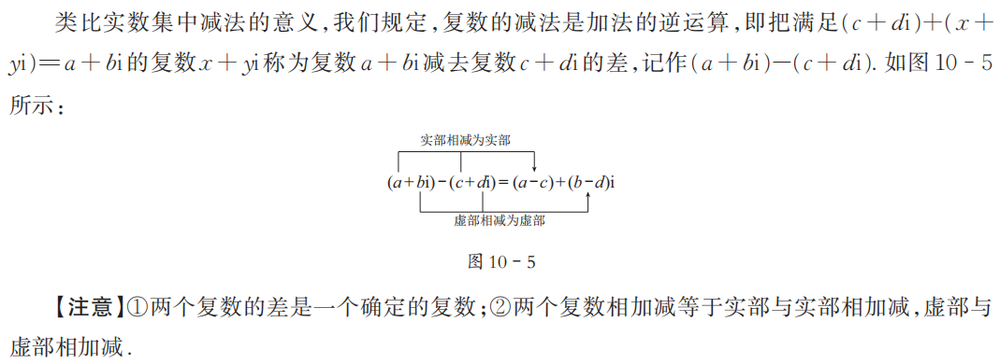 类比实数集中减法的意义,我们规定,复数的减法是加法的逆运算,即把满足(c+di)+(x+
yi)=a+bi的复数x+yi称为复数a+bi减去复数c+di的差,记作(a+bi)-(c+di).如图10-5
所示:
实部相减为实部
(a+bi)-(c+di)=(a-c)+(b-d)i
虚部相减为虚部
图10-5
【注意】①两个复数的差是一个确定的复数;②两个复数相加减等于实部与实部相加减,虚部与
虚部相加减.